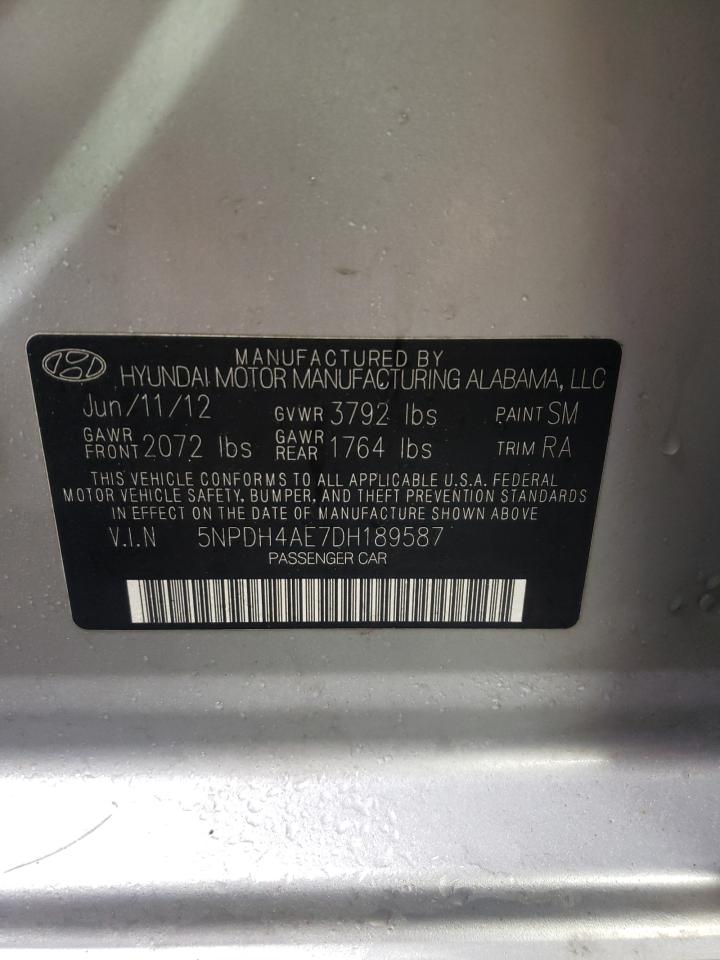 MANUFACTURED BY
HYUNDAI MOTOR MANUFACTURING ALABAMA, LLC
Jun/11/12 GVWR 3792 lbs PAINT SM
GAWR FRONT 2072 lbs GAWR REAR 1764 lbs TRIM RA
THIS VEHICLE CONFORMS TO ALL APPLICABLE U.S.A. FEDERAL
MOTOR VEHICLE SAFETY, BUMPER, AND THEFT PREVENTION STANDARDS
IN EFFECT ON THE DATE OF MANUFACTURE SHOWN ABOVE
V.I.N 5NPDH4AE7DH189587
PASSENGER CAR